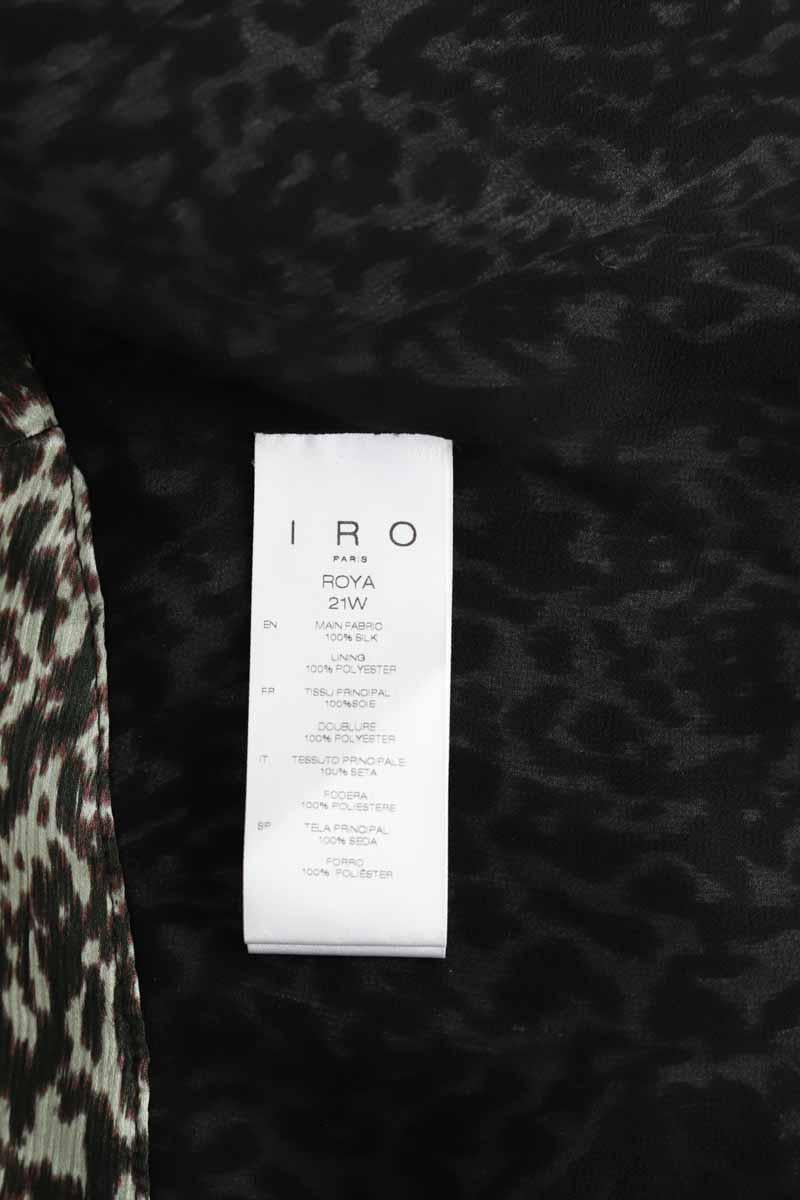 IRO
PARIS
ROYA
21W
EN MAIN FABRIC
100% SILK
LINING
100% POLYESTER
FR TISSU PRINCIPAL
100%SOIE
DOUBLURE
100% POLYESTER
IT TESSUTO PRINCIPALE
100% SETA
FODERA
100% POLIESTERE
SP TELA PRINCIPAL
100% SEDA
FORRO
100% POLIÉSTER